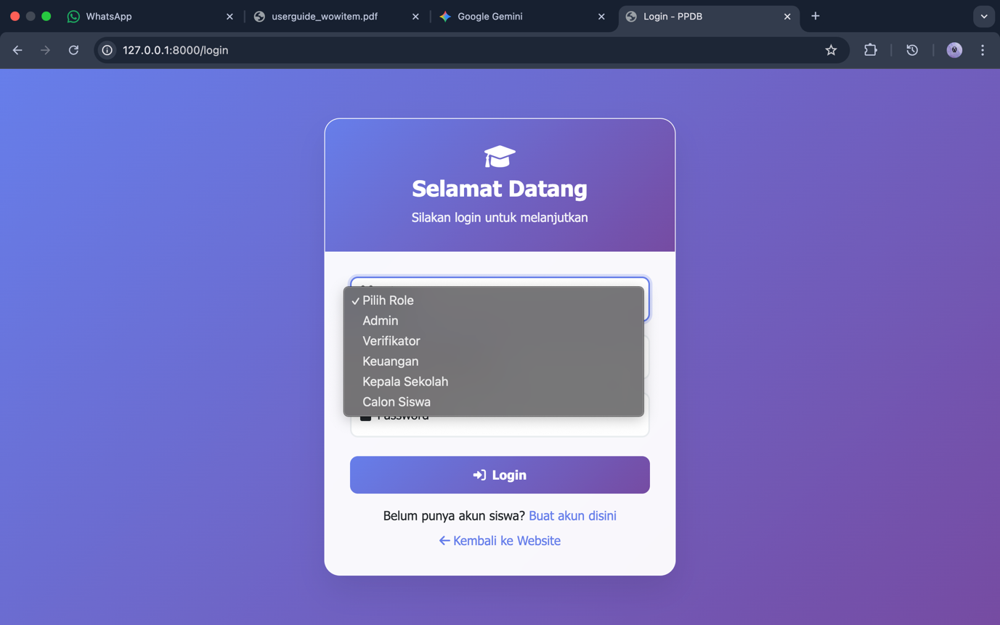 WhatsApp
userguide_wowitem.pdf
Google Gemini
Login - PPDB
127.0.0.1:8000/login
Selamat Datang
Silakan login untuk melanjutkan
Pilih Role
Admin
Verifikator
Keuangan
Kepala Sekolah
Calon Siswa
Password
Login
Belum punya akun siswa? Buat akun disini
Kembali ke Website